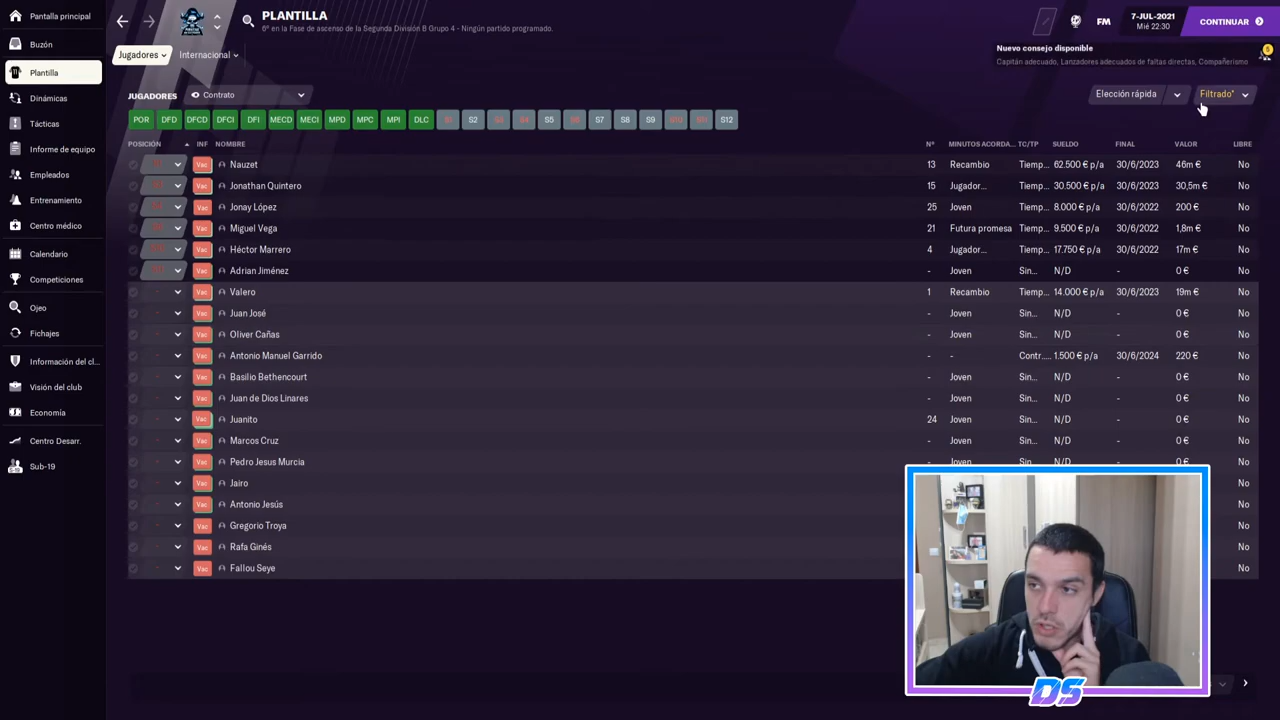 Pantalla principal
Buzón
Plantilla
Dinámicas
Tácticas
Informe de equipo
Empleados
Entrenamiento
Centro médico
Calendario
Competiciones
Ojeo
Fichajes
Información del cl...
Visión del club
Economía
Centro Desarr.
Sub-19
PLANTILLA
6º en la Fase de ascenso de la Segunda División B Grupo 4 - Ningún partido programado.
FM
7-JUL-2021
Mié 22:30
CONTINUAR
Jugadores
Internacional
Nuevo consejo disponible
Capitán adecuado, Lanzadores adecuados de faltas directas, Compañerismo
JUGADORES
Contrato
Elección rápida
Filtrado*
POR DFD DFCD DFCI DFI MECD MECI MPD MPC MPI DLC S1 S2 S3 S4 S5 S6 S7 S8 S9 S10 S11 S12
POSICIÓN INF NOMBRE Nº MINUTOS ACORDA... TC/TP SUELDO FINAL VALOR LIBRE
Vac Nauzet 13 Recambio Tiemp... 62.500 € p/a 30/6/2023 46m € No
Vac Jonathan Quintero 15 Jugador... Tiemp... 30.500 € p/a 30/6/2023 30,5m € No
Vac Jonay López 25 Joven Tiemp... 8.000 € p/a 30/6/2022 200 € No
Vac Miguel Vega 21 Futura promesa Tiemp... 9.500 € p/a 30/6/2022 1,8m € No
Vac Héctor Marrero 4 Jugador... Tiemp... 17.750 € p/a 30/6/2022 17m € No
Vac Adrian Jiménez - Joven Sin... N/D - 0 € No
- Vac Valero 1 Recambio Tiemp... 14.000 € p/a 30/6/2023 19m € No
- Vac Juan José - Joven Sin... N/D - 0 € No
- Vac Oliver Cañas - Joven Sin... N/D - 0 € No
- Vac Antonio Manuel Garrido - - Contr.... 1.500 € p/a 30/6/2024 220 € No
- Vac Basilio Bethencourt - Joven Sin... N/D - 0 € No
- Vac Juan de Dios Linares - Joven Sin... N/D - 0 € No
- Vac Juanito 24 Joven Sin... N/D - 0 € No
- Vac Marcos Cruz - Joven Sin... N/D - 0 € No
- Vac Pedro Jesus Murcia - Joven Sin... N/D - 0 € No
- Vac Jairo No
- Vac Antonio Jesús No
- Vac Gregorio Troya No
- Vac Rafa Ginés No
- Vac Fallou Seye No
DS